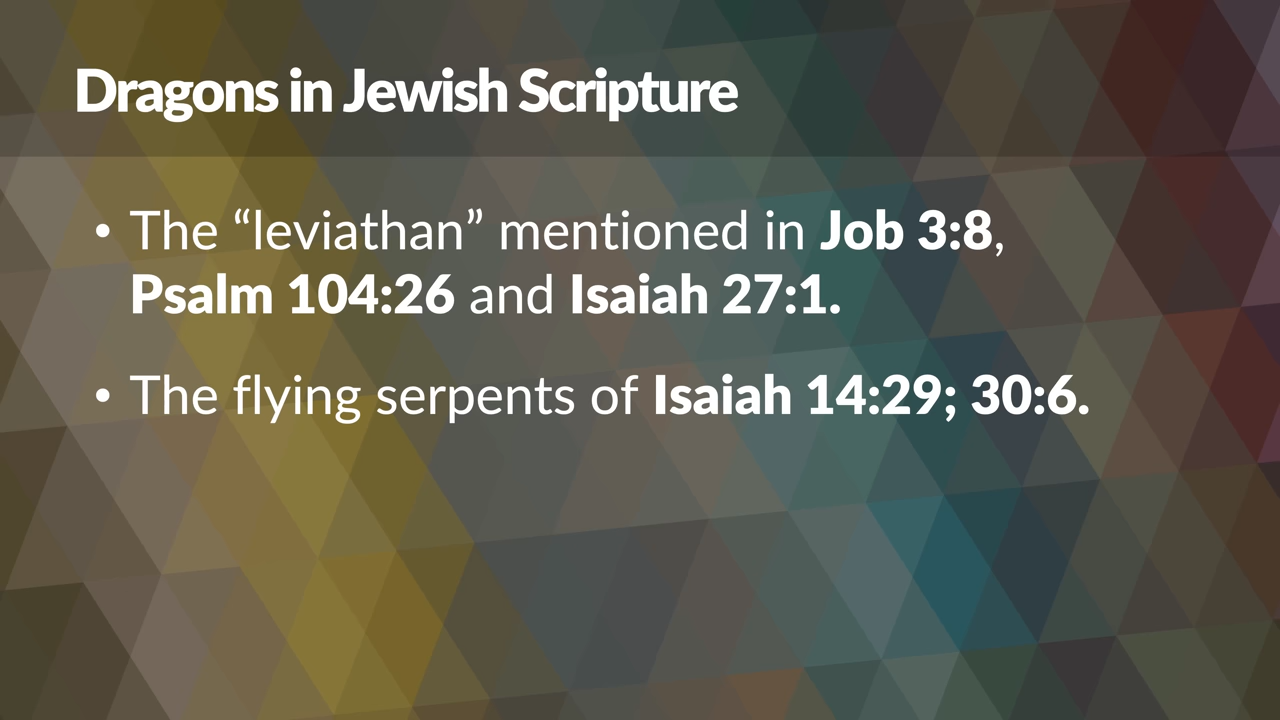 Dragons in Jewish Scripture
• The “leviathan” mentioned in Job 3:8,
Psalm 104:26 and Isaiah 27:1.
• The flying serpents of Isaiah 14:29; 30:6.